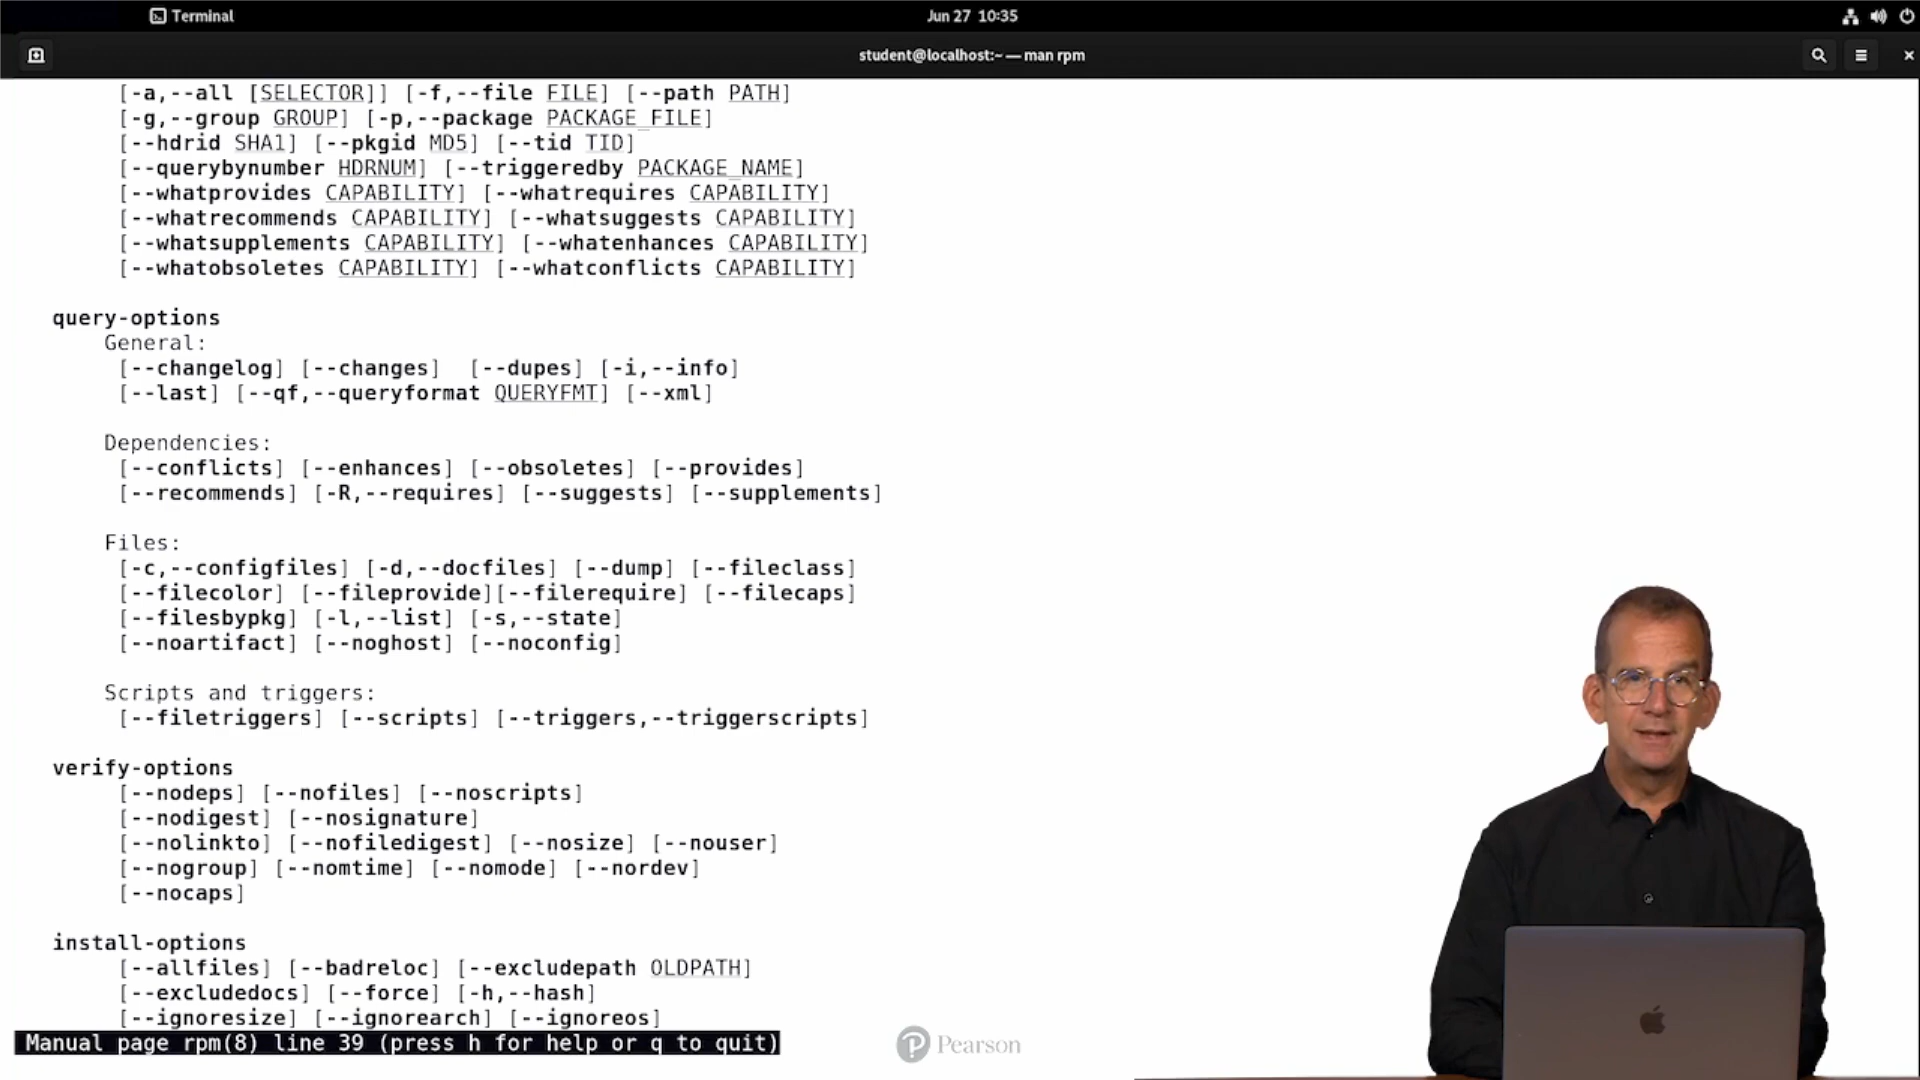 Terminal
Jun 27 10:35
student@localhost:~ — man rpm
[-a,--all [SELECTOR]] [-f,--file FILE] [--path PATH]
[-g,--group GROUP] [-p,--package PACKAGE_FILE]
[--hdrid SHA1] [--pkgid MD5] [--tid TID]
[--querybynumber HDRNUM] [--triggeredby PACKAGE_NAME]
[--whatprovides CAPABILITY] [--whatrequires CAPABILITY]
[--whatrecommends CAPABILITY] [--whatsuggests CAPABILITY]
[--whatsupplements CAPABILITY] [--whatenhances CAPABILITY]
[--whatobsoletes CAPABILITY] [--whatconflicts CAPABILITY]
query-options
General:
[--changelog] [--changes]  [--dupes] [-i,--info]
[--last] [--qf,--queryformat QUERYFMT] [--xml]
Dependencies:
[--conflicts] [--enhances] [--obsoletes] [--provides]
[--recommends] [-R,--requires] [--suggests] [--supplements]
Files:
[-c,--configfiles] [-d,--docfiles] [--dump] [--fileclass]
[--filecolor] [--fileprovide][--filerequire] [--filecaps]
[--filesbypkg] [-l,--list] [-s,--state]
[--noartifact] [--noghost] [--noconfig]
Scripts and triggers:
[--filetriggers] [--scripts] [--triggers,--triggerscripts]
verify-options
[--nodeps] [--nofiles] [--noscripts]
[--nodigest] [--nosignature]
[--nolinkto] [--nofiledigest] [--nosize] [--nouser]
[--nogroup] [--nomtime] [--nomode] [--nordev]
[--nocaps]
install-options
[--allfiles] [--badreloc] [--excludepath OLDPATH]
[--excludedocs] [--force] [-h,--hash]
[--ignoresize] [--ignorearch] [--ignoreos]
Manual page rpm(8) line 39 (press h for help or q to quit)
Pearson